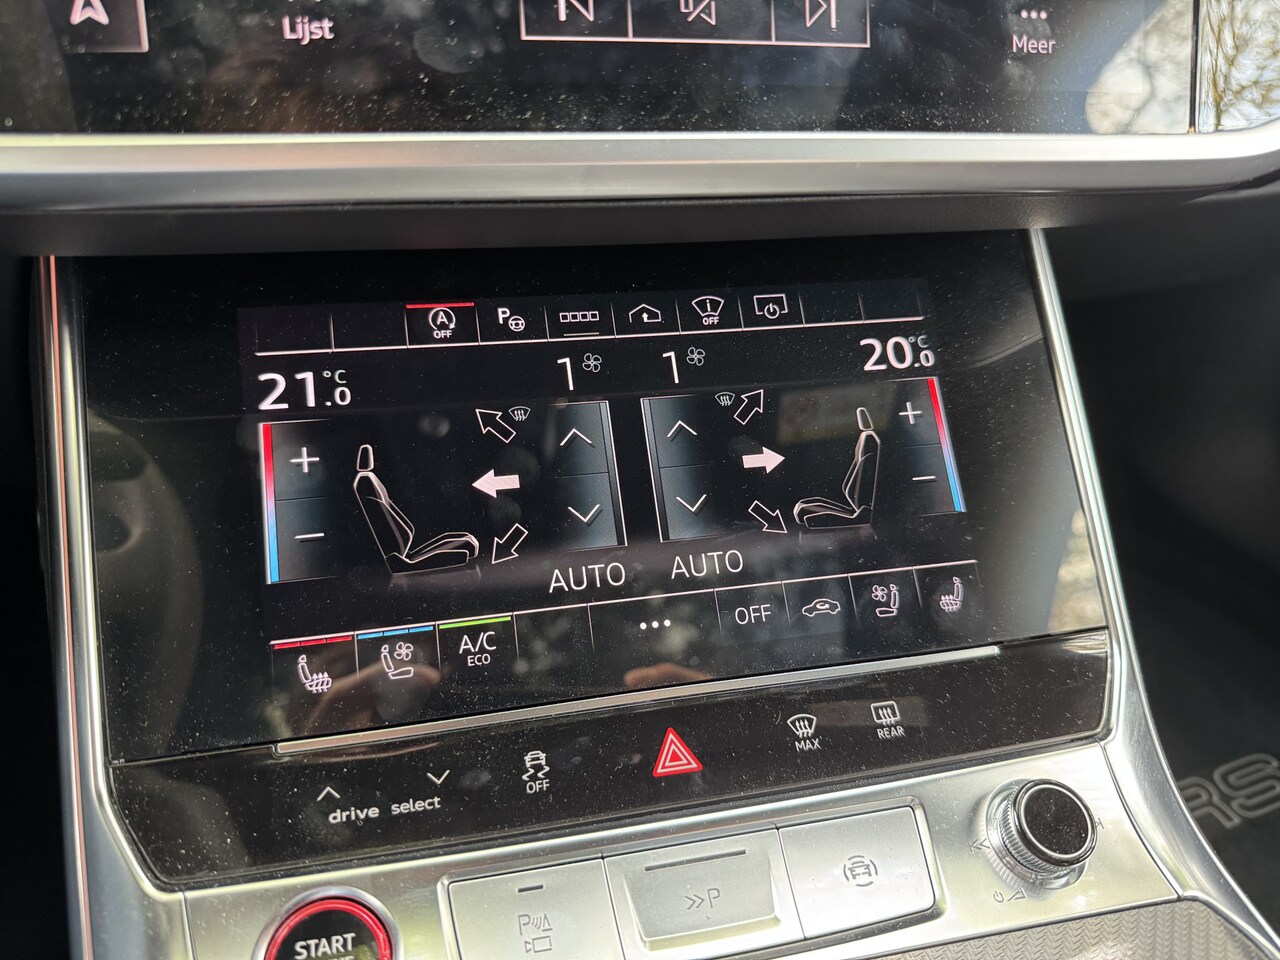 Lijst
Meer
A
OFF
P
i
OFF
21.0 °C
1
1
20.0 °C
AUTO
AUTO
A/C
ECO
OFF
drive select
OFF
MAX
REAR
START
P
P
RS